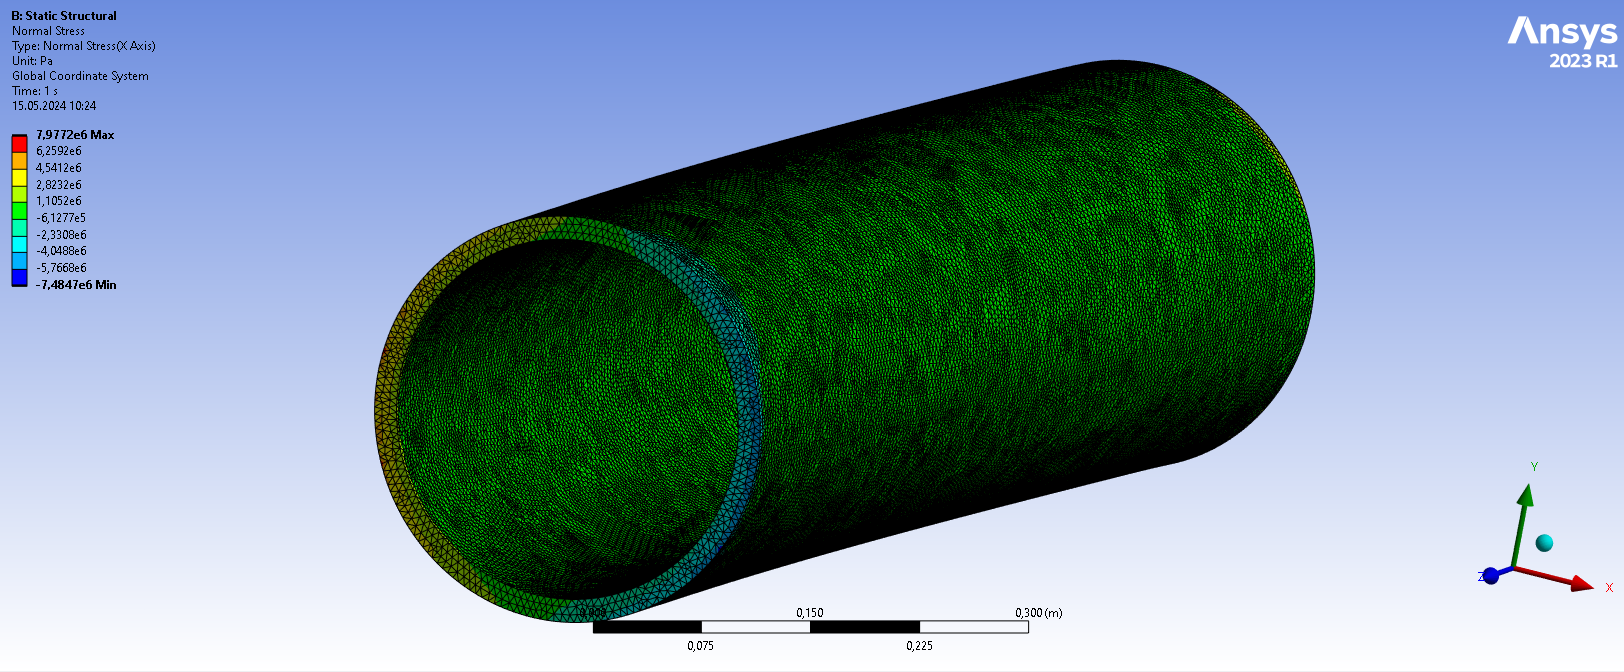 B: Static Structural
Normal Stress
Type: Normal Stress(X Axis)
Unit: Pa
Global Coordinate System
Time: 1 s
15.05.2024 10:24
7,9772e6 Max
6,2592e6
4,5412e6
2,8232e6
1,1052e6
-6,1277e5
-2,3308e6
-4,0488e6
-5,7668e6
-7,4847e6 Min
Ansys
2023 R1
Y
Z
X
0,000
0,150
0,300 (m)
0,075
0,225